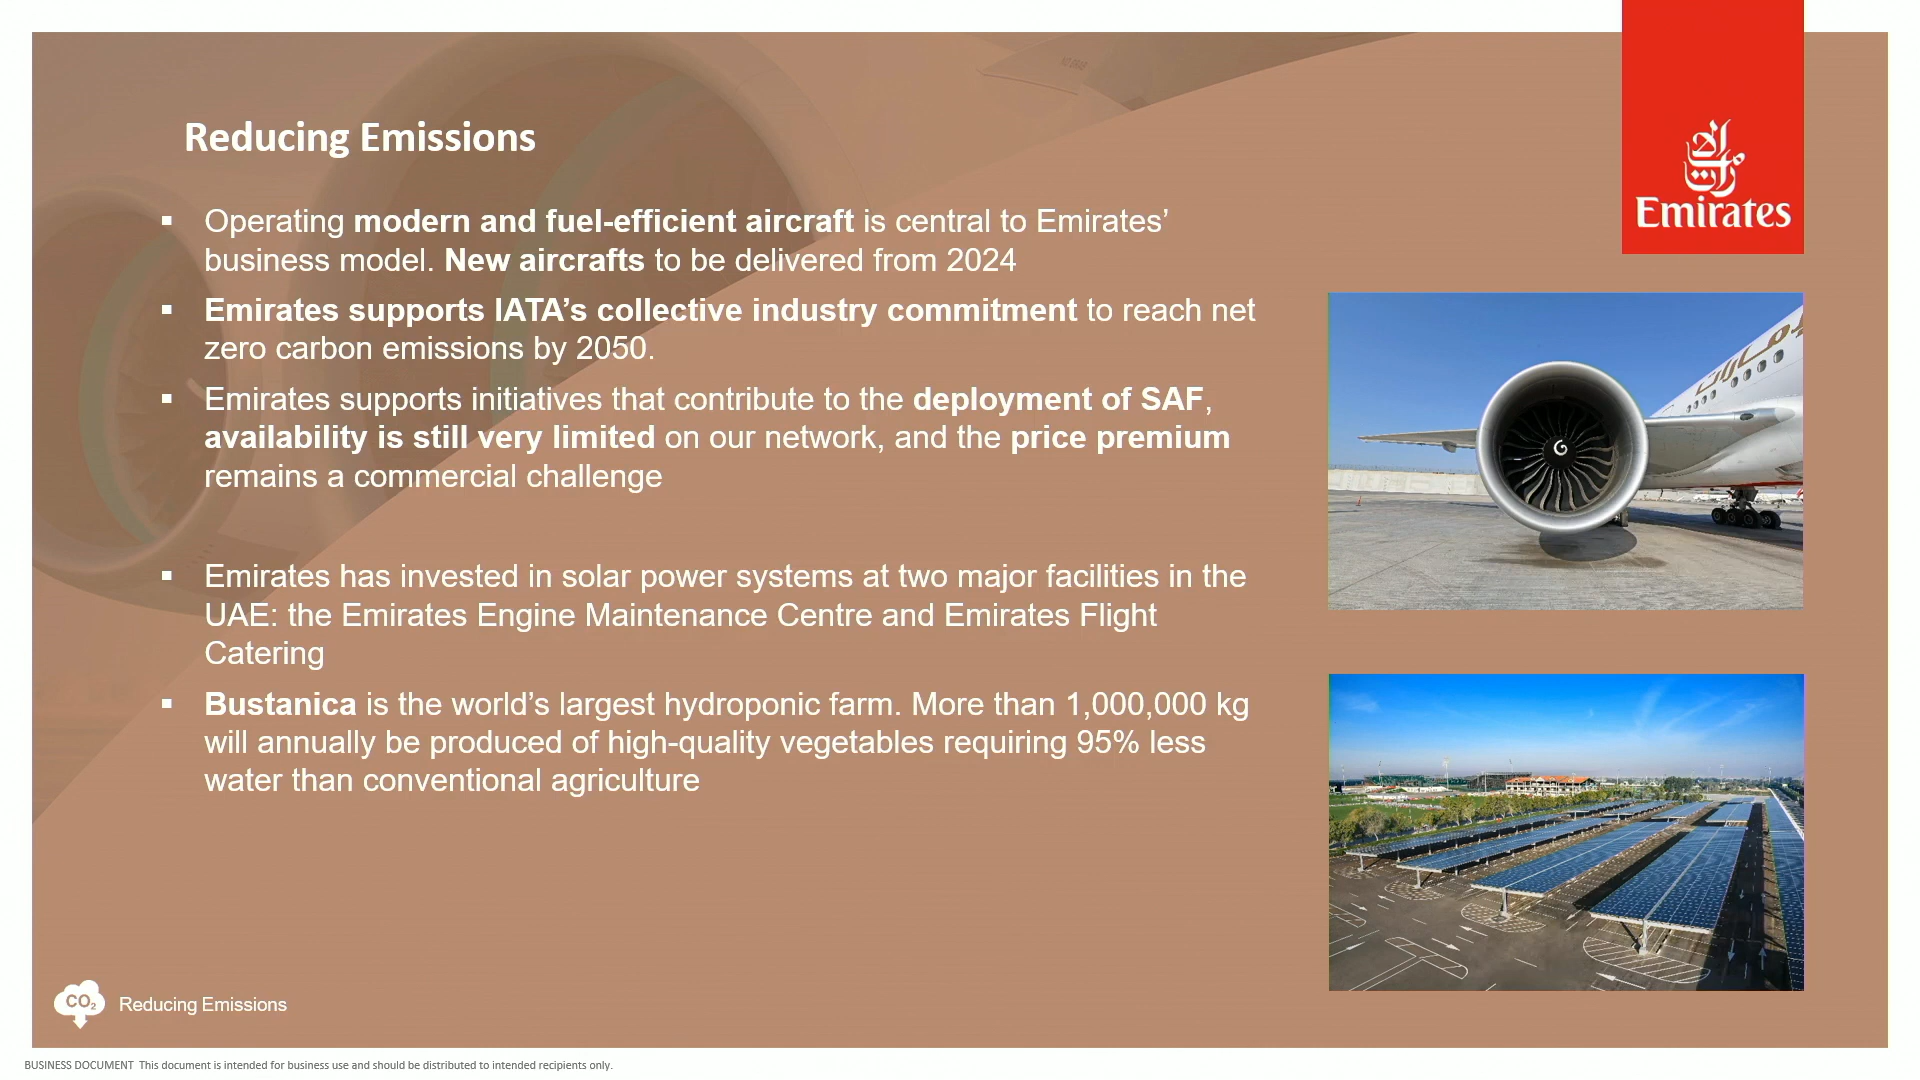 Reducing Emissions
الإمارات
Emirates
▪ Operating modern and fuel-efficient aircraft is central to Emirates’
business model. New aircrafts to be delivered from 2024
▪ Emirates supports IATA’s collective industry commitment to reach net
zero carbon emissions by 2050.
▪ Emirates supports initiatives that contribute to the deployment of SAF,
availability is still very limited on our network, and the price premium
remains a commercial challenge
▪ Emirates has invested in solar power systems at two major facilities in the
UAE: the Emirates Engine Maintenance Centre and Emirates Flight
Catering
▪ Bustanica is the world’s largest hydroponic farm. More than 1,000,000 kg
will annually be produced of high-quality vegetables requiring 95% less
water than conventional agriculture
CO₂
Reducing Emissions
BUSINESS DOCUMENT This document is intended for business use and should be distributed to intended recipients only.